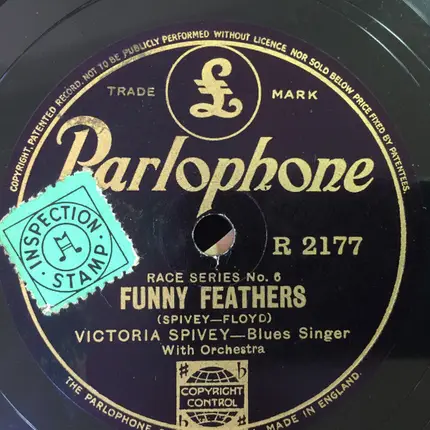 COPYRIGHT, PATENTED RECORD, NOT TO BE PUBLICLY PERFORMED WITHOUT LICENCE. NOR SOLD BELOW PRICE FIXED BY PATENTEES.
TRADE MARK
£
Parlophone
INSPECTION
STAMP
R 2177
RACE SERIES No. 6
FUNNY FEATHERS
(SPIVEY—FLOYD)
VICTORIA SPIVEY—Blues Singer
With Orchestra
COPYRIGHT
CONTROL
THE PARLOPHONE
MADE IN ENGLAND.